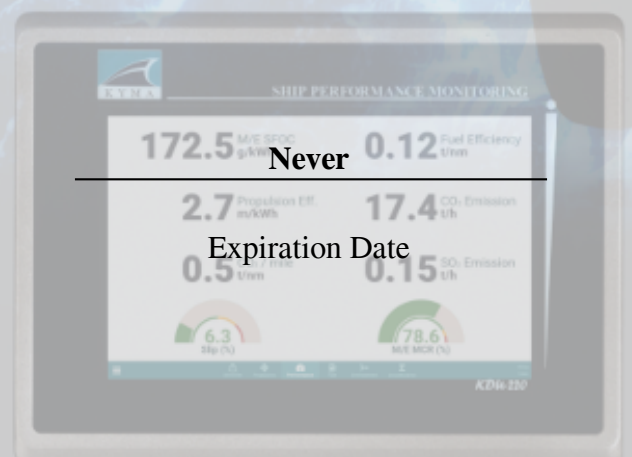 KYMA
SHIP PERFORMANCE MONITORING
172.5 M/E SFOC g/kWh 0.12 Fuel Efficiency t/nm
Never
2.7 Propulsion Eff. m/kWh 17.4 CO₂ Emission t/h
Expiration Date
0.5 / mile t/nm 0.15 Emission t/h
6.3 78.6
Slip (%) M/E MCR (%)
KDU-110